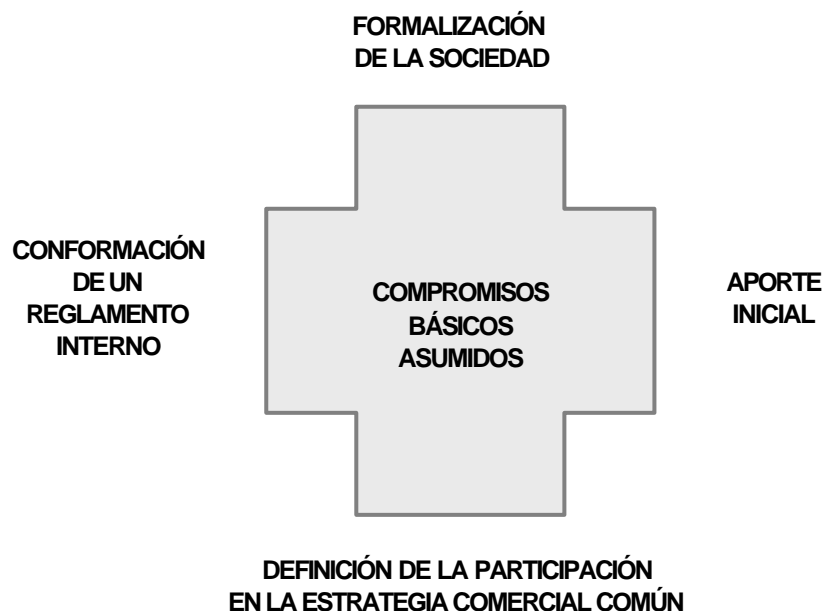 FORMALIZACIÓN
DE LA SOCIEDAD
CONFORMACIÓN
DE UN
REGLAMENTO
INTERNO
COMPROMISOS
BÁSICOS
ASUMIDOS
APORTE
INICIAL
DEFINICIÓN DE LA PARTICIPACIÓN
EN LA ESTRATEGIA COMERCIAL COMÚN